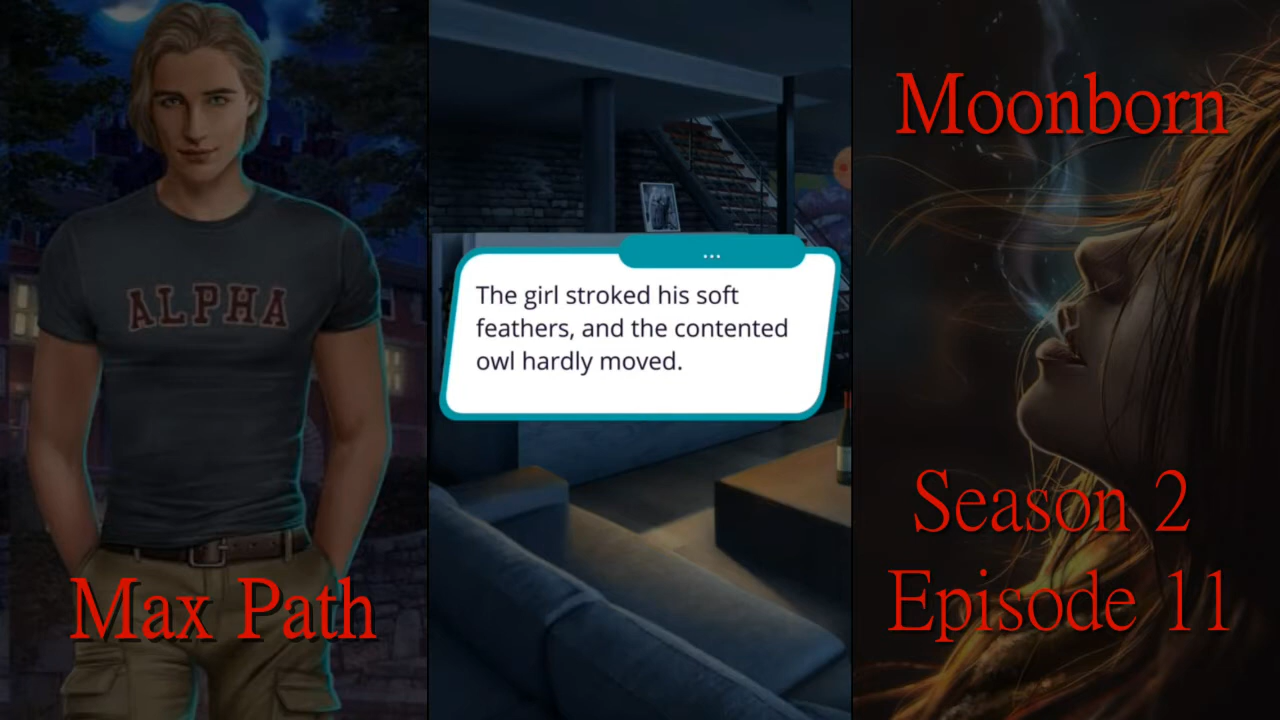 ALPHA
Max Path
...
The girl stroked his soft
feathers, and the contented
owl hardly moved.
Moonborn
Season 2
Episode 11